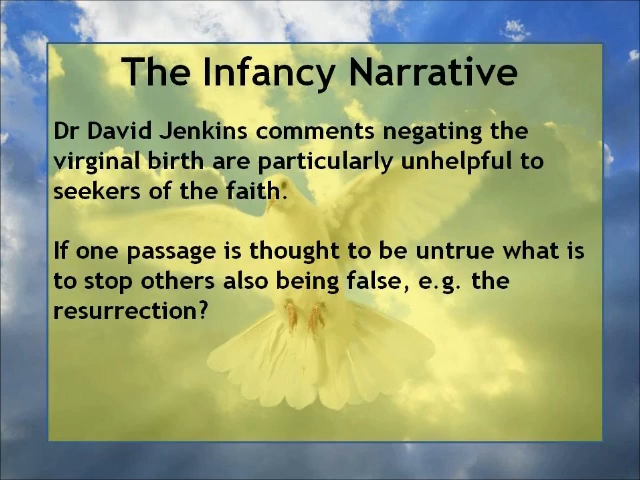 The Infancy Narrative
Dr David Jenkins comments negating the
virginal birth are particularly unhelpful to
seekers of the faith.
If one passage is thought to be untrue what is
to stop others also being false, e.g. the
resurrection?